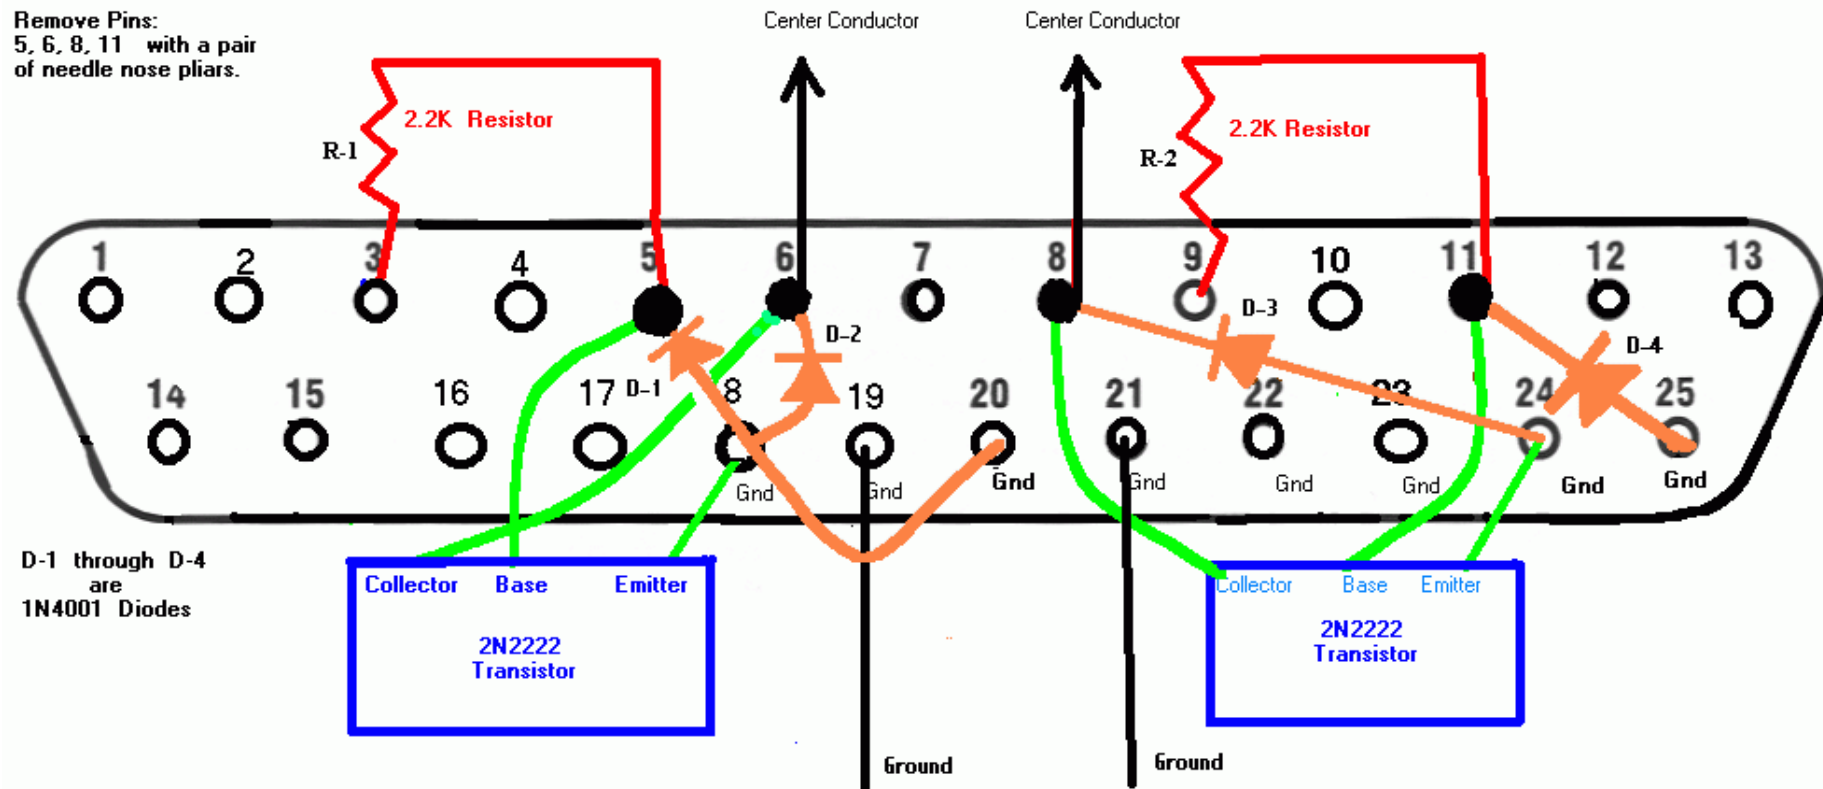 Remove Pins:
5, 6, 8, 11 with a pair
of needle nose pliars.
Center Conductor
Center Conductor
2.2K Resistor
R-1
2.2K Resistor
R-2
1 2 3 4 5 6 7 8 9 10 11 12 13
D-2
D-3
D-4
D-1
14 15 16 17 8 19 20 21 22 23 24 25
Gnd Gnd Gnd Gnd Gnd Gnd Gnd Gnd
D-1 through D-4
are
1N4001 Diodes
Collector Base Emitter
2N2222
Transistor
Collector Base Emitter
2N2222
Transistor
Ground
Ground